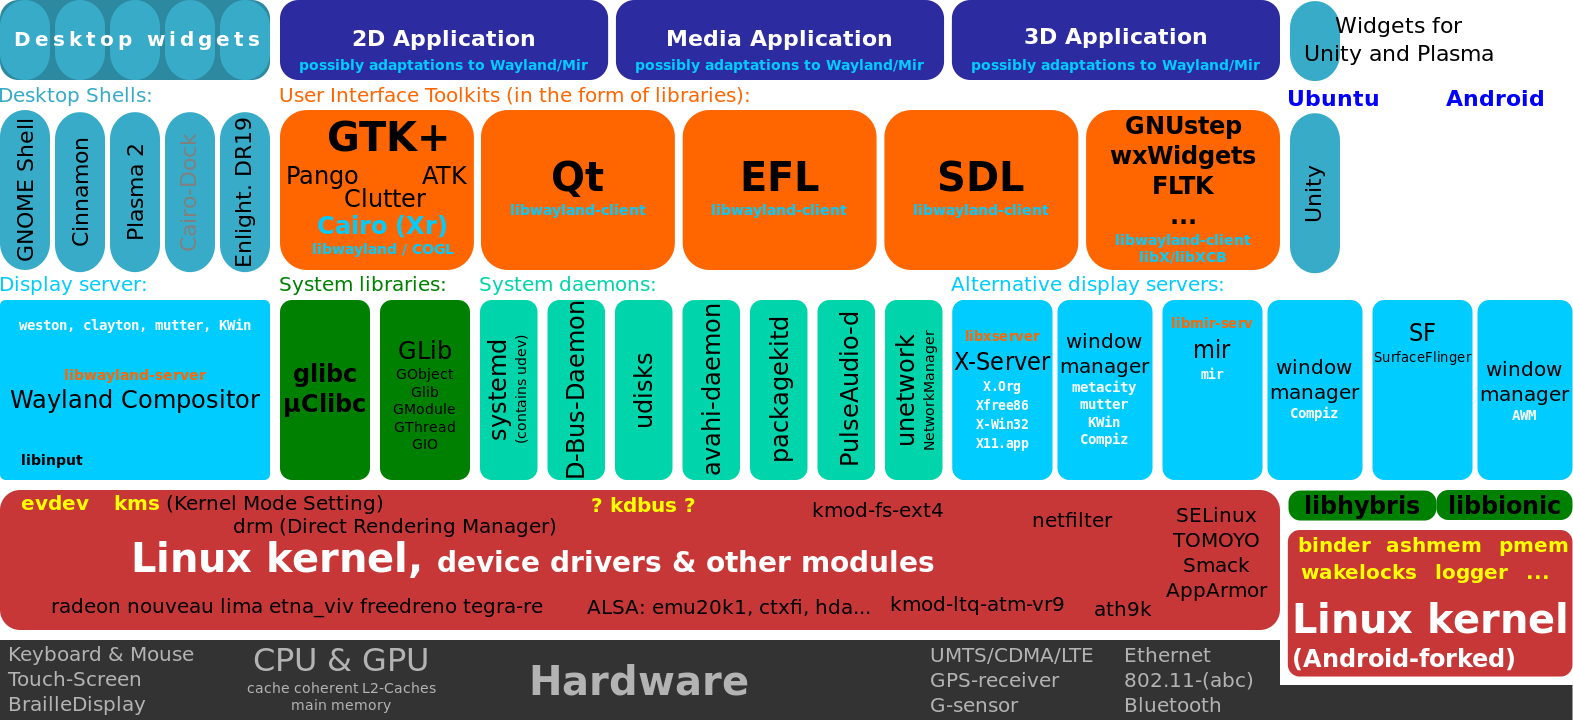 Desktop widgets
2D Application
possibly adaptations to Wayland/Mir
Media Application
possibly adaptations to Wayland/Mir
3D Application
possibly adaptations to Wayland/Mir
Widgets for
Unity and Plasma
Desktop Shells:
User Interface Toolkits (in the form of libraries):
Ubuntu
Android
GNOME Shell
Cinnamon
Plasma 2
Cairo-Dock
Enlight. DR19
GTK+
Pango ATK
Clutter
Cairo (Xr)
libwayland / COGL
Qt
libwayland-client
EFL
libwayland-client
SDL
libwayland-client
GNUstep
wxWidgets
FLTK
...
libwayland-client
libX/libXCB
Unity
Display server:
System libraries:
System daemons:
Alternative display servers:
weston, clayton, mutter, KWin
libwayland-server
Wayland Compositor
libinput
glibc
µClibc
GLib
GObject
Glib
GModule
GThread
GIO
systemd
(contains udev)
D-Bus-Daemon
udisks
avahi-daemon
packagekitd
PulseAudio-d
unetwork
NetworkManager
libxserver
X-Server
X.Org
Xfree86
X-Win32
X11.app
window
manager
metacity
mutter
KWin
Compiz
libmir-serv
mir
mir
window
manager
Compiz
SF
SurfaceFlinger
window
manager
AWM
evdev kms (Kernel Mode Setting)
drm (Direct Rendering Manager)
? kdbus ?
kmod-fs-ext4
netfilter
SELinux
TOMOYO
Smack
AppArmor
Linux kernel, device drivers & other modules
radeon nouveau lima etna_viv freedreno tegra-re
ALSA: emu20k1, ctxfi, hda...
kmod-ltq-atm-vr9
ath9k
libhybris
libbionic
binder ashmem pmem
wakelocks logger ...
Linux kernel
(Android-forked)
Keyboard & Mouse
Touch-Screen
BrailleDisplay
CPU & GPU
cache coherent L2-Caches
main memory
Hardware
UMTS/CDMA/LTE
GPS-receiver
G-sensor
Ethernet
802.11-(abc)
Bluetooth